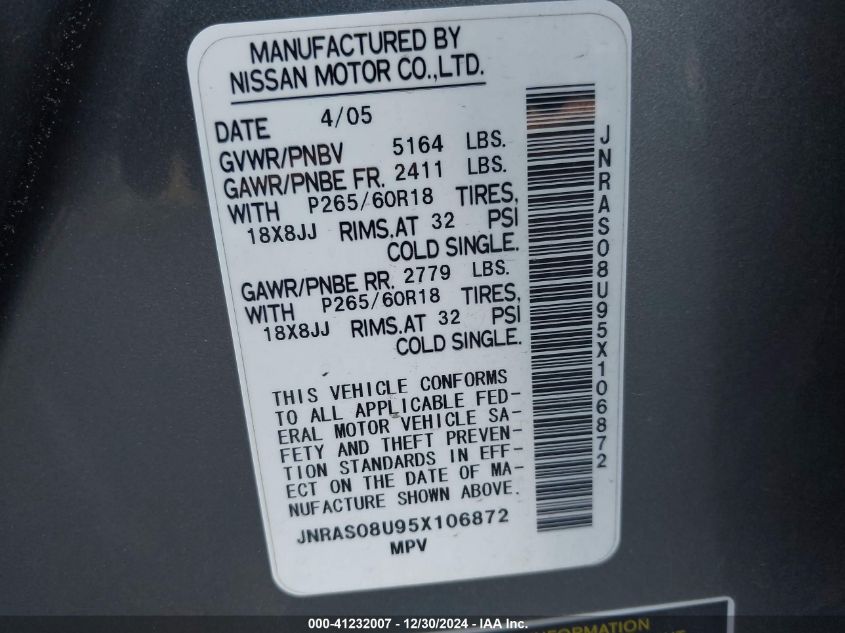 MANUFACTURED BY
NISSAN MOTOR CO.,LTD.
DATE 4/05
GVWR/PNBV 5164 LBS.
GAWR/PNBE FR. 2411 LBS.
WITH P265/60R18 TIRES,
18X8JJ RIMS.AT 32 PSI
COLD SINGLE.
GAWR/PNBE RR. 2779 LBS.
WITH P265/60R18 TIRES,
18X8JJ RIMS.AT 32 PSI
COLD SINGLE.
THIS VEHICLE CONFORMS
TO ALL APPLICABLE FED-
ERAL MOTOR VEHICLE SA-
FETY AND THEFT PREVEN-
TION STANDARDS IN EFF-
ECT ON THE DATE OF MA-
NUFACTURE SHOWN ABOVE.
JNRAS08U95X106872
MPV
JNRAS08U95X106872
INFORMATION
000-41232007 - 12/30/2024 - IAA Inc.